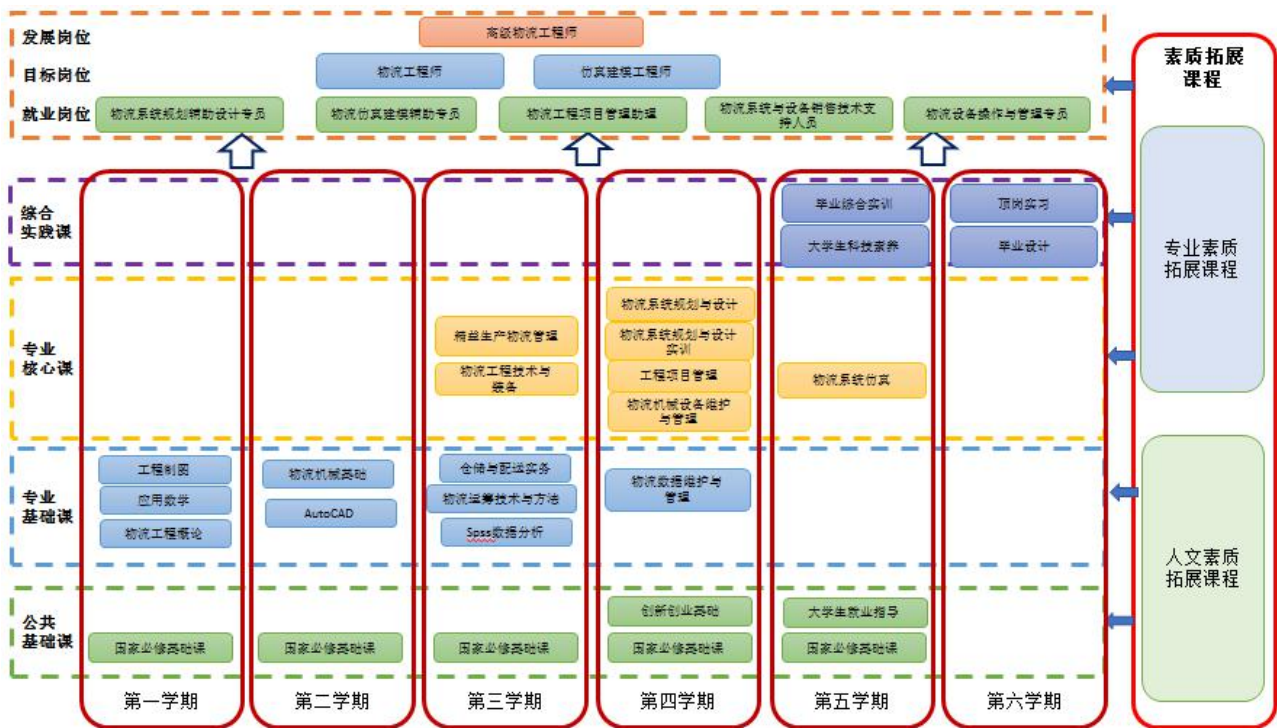 发展岗位
高级物流工程师
目标岗位
物流工程师
仿真建模工程师
就业岗位
物流系统规划辅助设计专员
物流仿真建模辅助专员
物流工程项目管理助理
物流系统与设备销售技术支
持人员
物流设备操作与管理专员
综合
实践课
毕业综合实训
顶岗实习
大学生科技素养
毕业设计
专业
核心课
精益生产物流管理
物流工程技术与
装备
物流系统规划与设计
物流系统规划与设计
实训
工程项目管理
物流机械设备维护
与管理
物流系统仿真
专业
基础课
工程制图
应用数学
物流工程概论
物流机械基础
AutoCAD
仓储与配送实务
物流运筹技术与方法
Spss数据分析
物流数据维护与
管理
公共
基础课
创新创业基础
大学生就业指导
国家必修基础课
国家必修基础课
国家必修基础课
国家必修基础课
国家必修基础课
第一学期
第二学期
第三学期
第四学期
第五学期
第六学期
素质拓展
课程
专业素质
拓展课程
人文素质
拓展课程